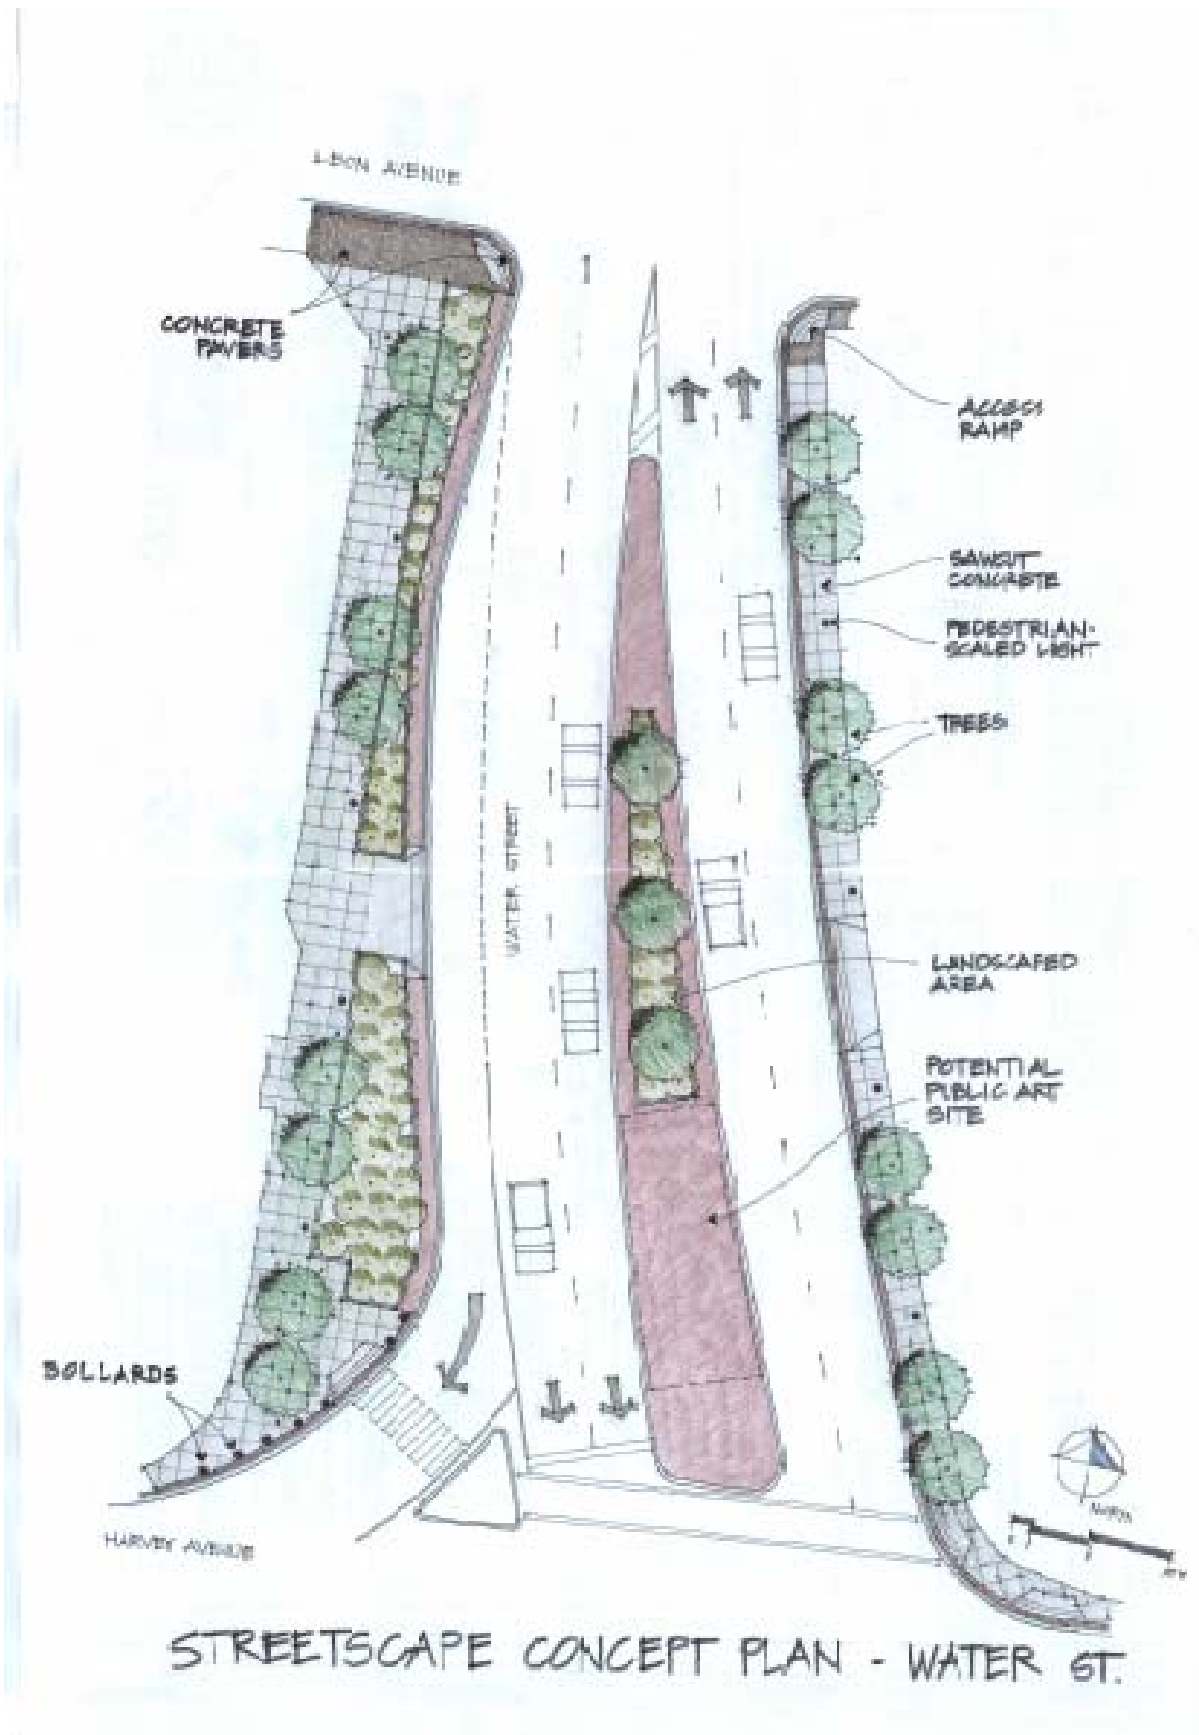 LEON AVENUE
CONCRETE
PAVERS
ACCESS
RAMP
SAWCUT
CONCRETE
PEDESTRIAN-
SCALED LIGHT
TREES
WATER STREET
LANDSCAPED
AREA
POTENTIAL
PUBLIC ART
SITE
BOLLARDS
HARVEY AVENUE
NORTH
STREETSCAPE CONCEPT PLAN - WATER ST.